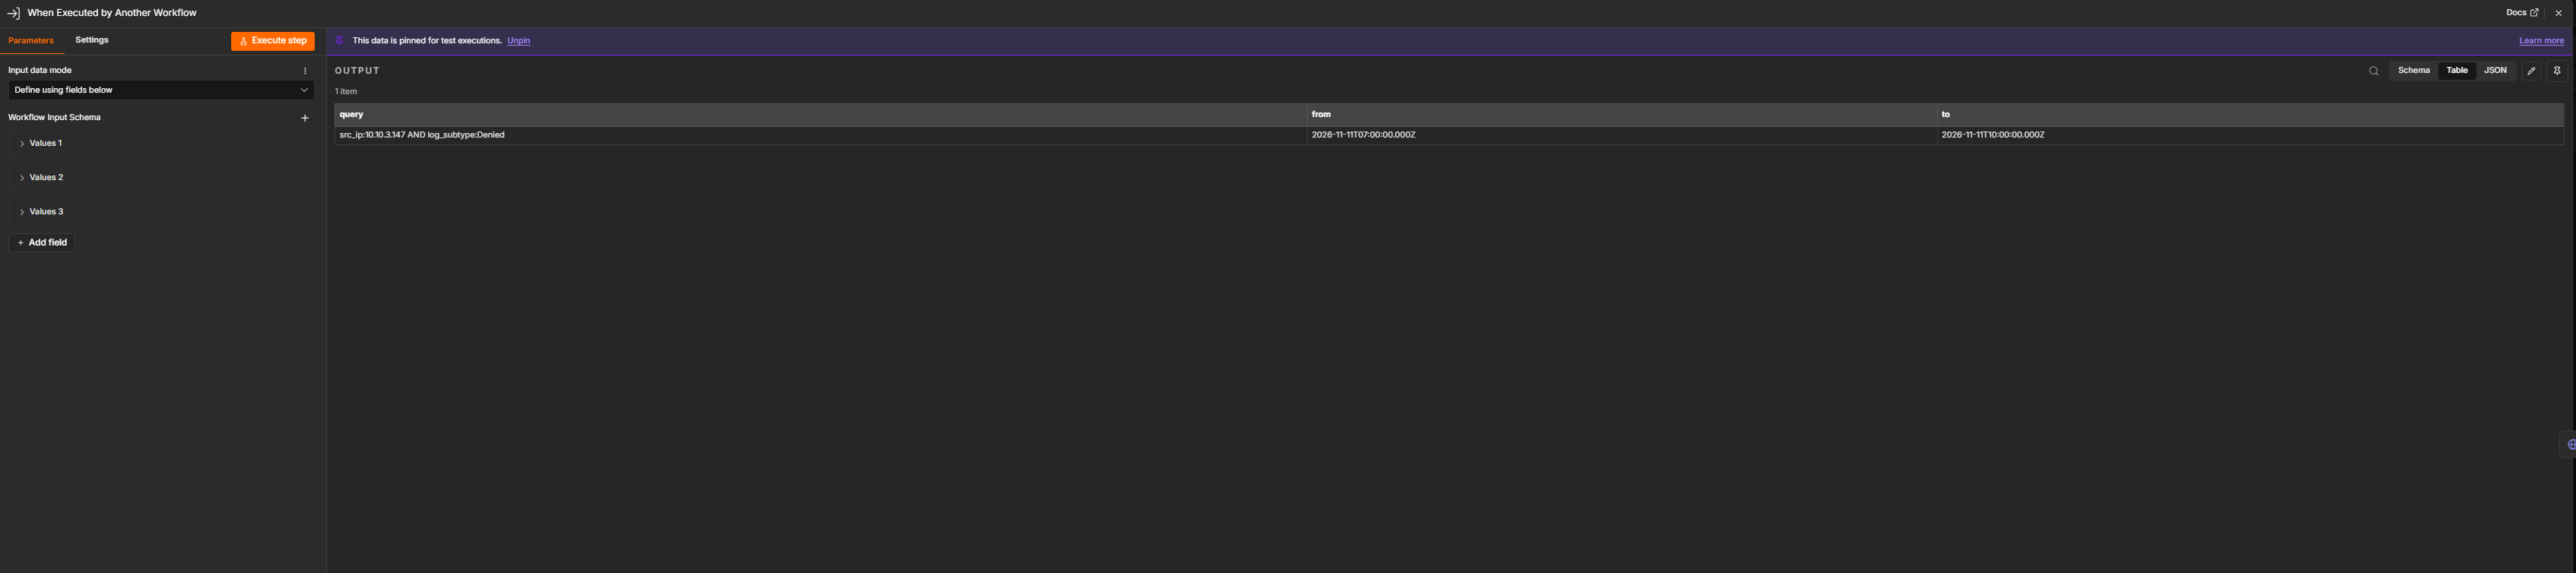 When Executed by Another Workflow
Docs
Parameters
Settings
Execute step
This data is pinned for test executions. Unpin
Learn more
Input data mode
Define using fields below
Workflow Input Schema
Values 1
Values 2
Values 3
Add field
OUTPUT
Schema
Table
JSON
1 item
query
from
to
src_ip:10.10.3.147 AND log_subtype:Denied
2026-11-11T07:00:00.000Z
2026-11-11T10:00:00.000Z